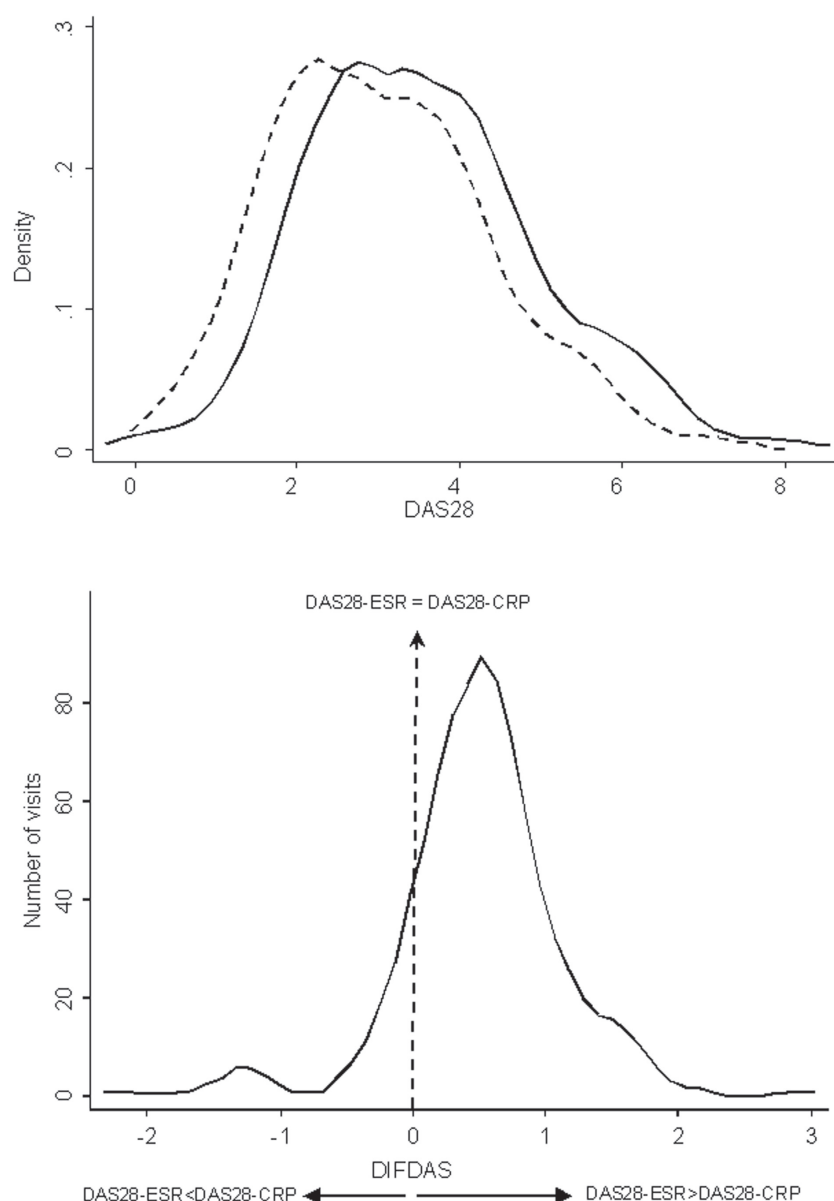 .3
.2
.1
0
Density
0 2 4 6 8
DAS28
DAS28-ESR = DAS28-CRP
80
60
40
20
0
Number of visits
-2 -1 0 1 2 3
DIFDAS
DAS28-ESR<DAS28-CRP DAS28-ESR>DAS28-CRP